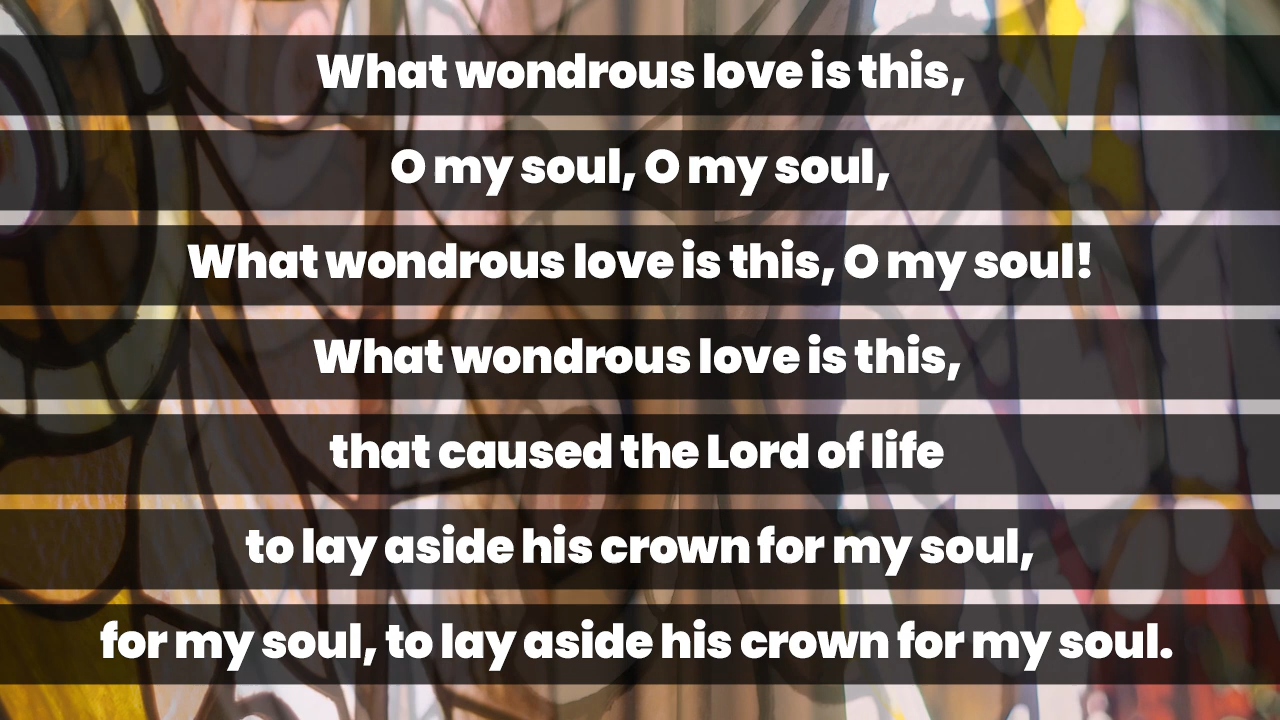 What wondrous love is this,
O my soul, O my soul,
What wondrous love is this, O my soul!
What wondrous love is this,
that caused the Lord of life
to lay aside his crown for my soul,
for my soul, to lay aside his crown for my soul.